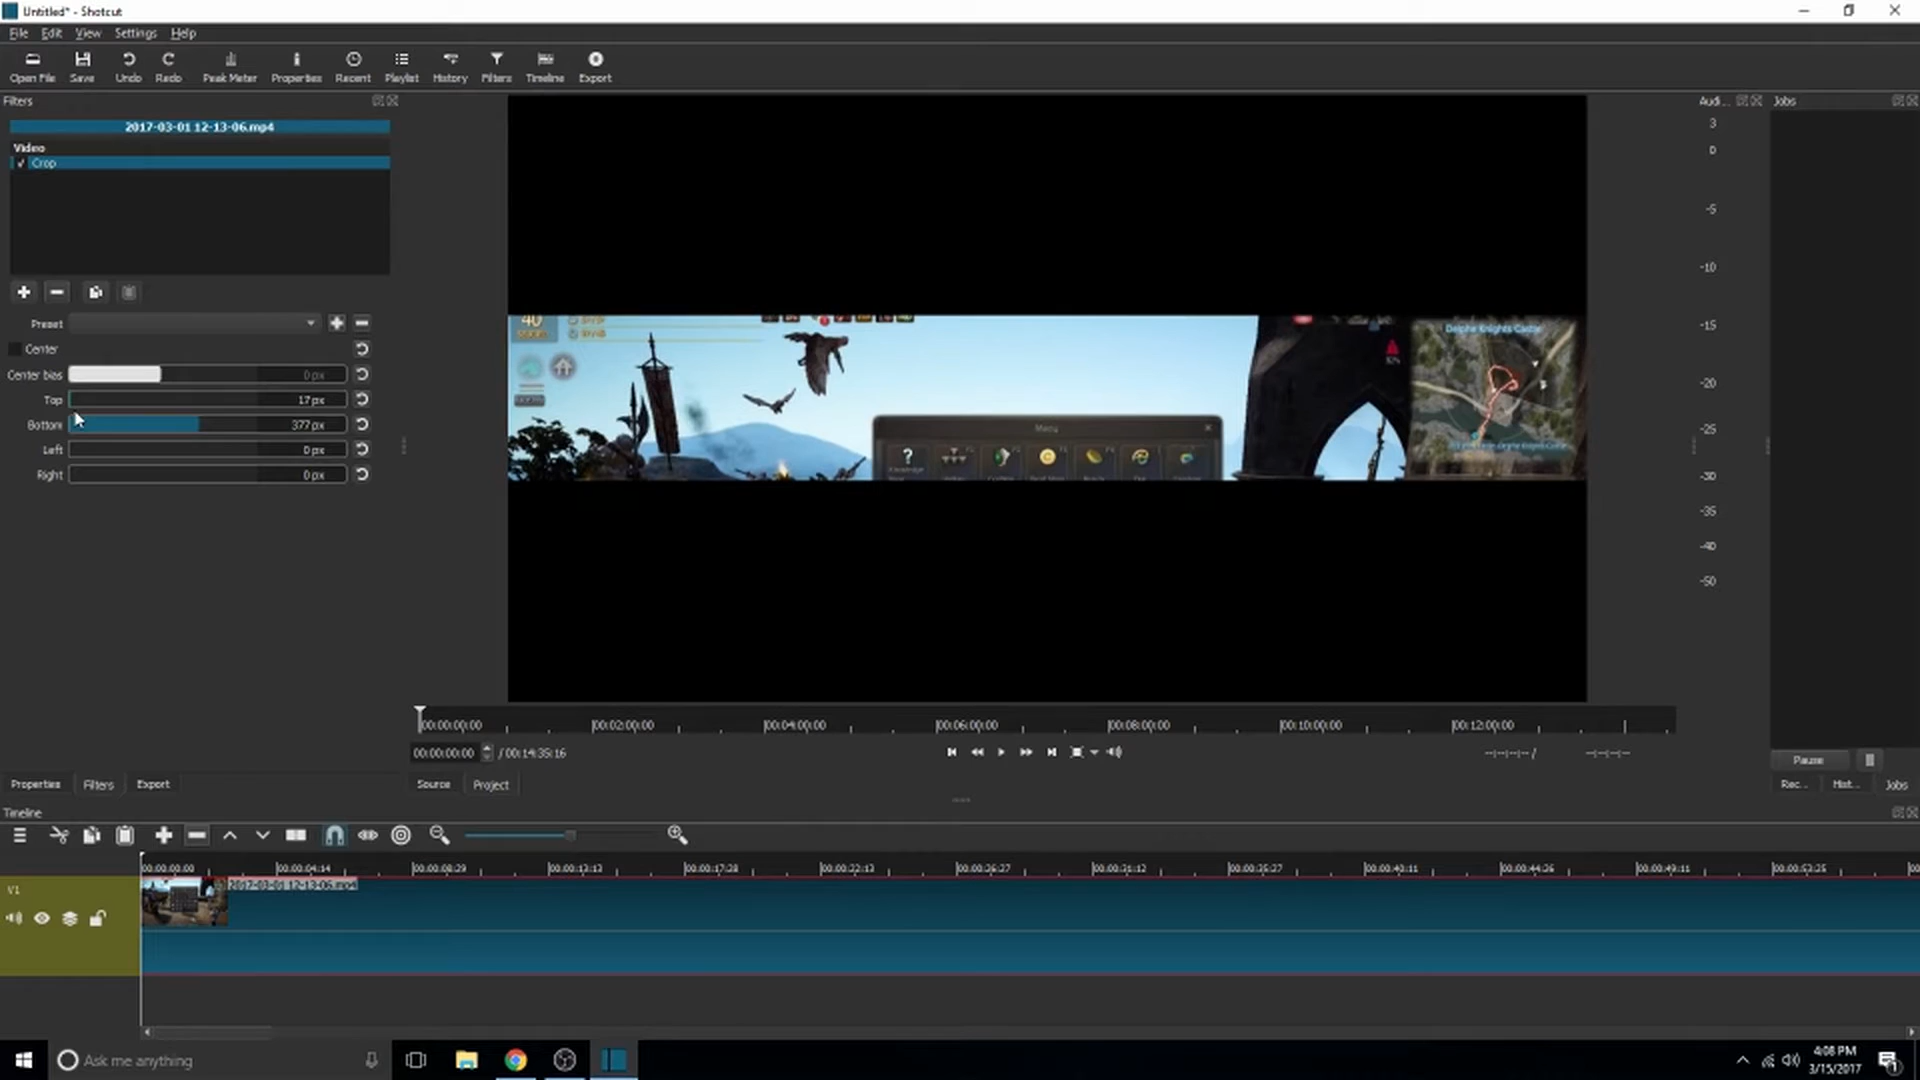 Untitled* - Shotcut
File Edit View Settings Help
Open File Save Undo Redo Peak Meter Properties Recent Playlist History Filters Timeline Export
Filters
Audi...
Jobs
2017-03-01 12-13-06.mp4
Video
✓ Crop
Preset
Center
Center bias 0 px
Top 17 px
Bottom 377 px
Left 0 px
Right 0 px
40
Delphe Knights Castle
Menu
?
3
0
-5
-10
-15
-20
-25
-30
-35
-40
-50
00:00:00:00 00:02:00:00 00:04:00:00 00:06:00:00 00:08:00:00 00:10:00:00 00:12:00:00
00:00:00:00 / 00:14:35:16 --:--:--:-- / --:--:--:--
Pause
Properties Filters Export
Source Project
Rec... Hist... Jobs
Timeline
00:00:00:00 00:00:04:14 00:00:08:29 00:00:13:13 00:00:17:28 00:00:22:13 00:00:26:27 00:00:31:12 00:00:35:27 00:00:40:11 00:00:44:26 00:00:49:11 00:00:53:25
V1
2017-03-01 12-13-06.mp4
Ask me anything
4:08 PM
3/15/2017